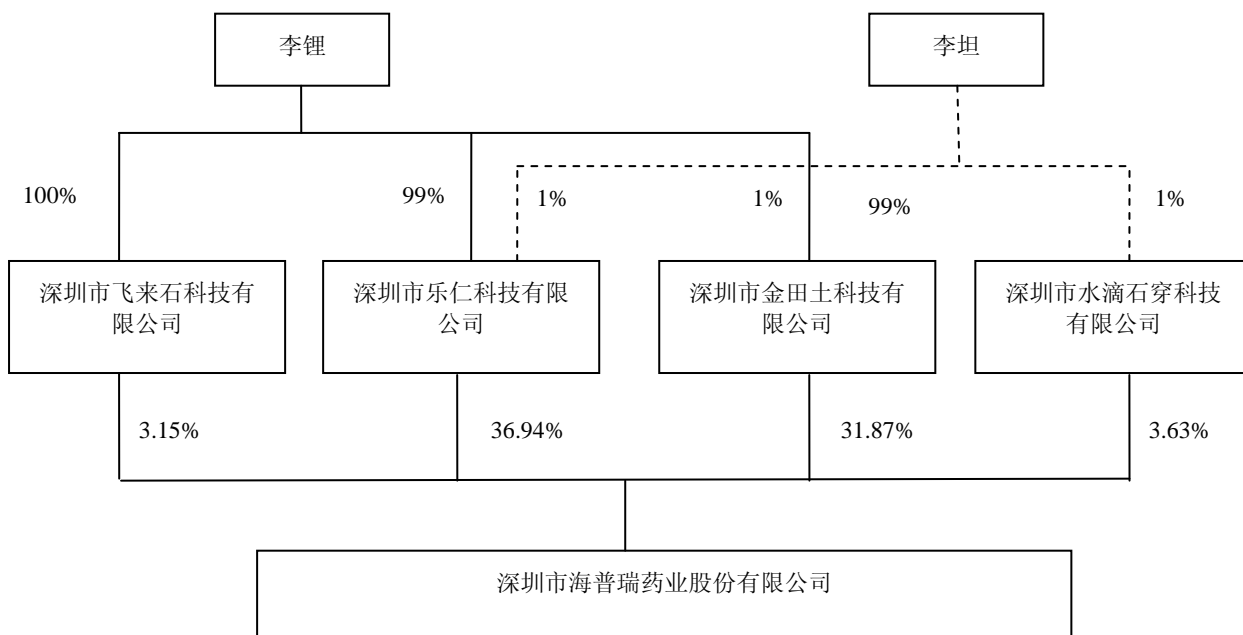 李锂
李坦
100%
99%
1%
1%
99%
1%
深圳市飞来石科技有
限公司
深圳市乐仁科技有限
公司
深圳市金田土科技有
限公司
深圳市水滴石穿科技
有限公司
3.15%
36.94%
31.87%
3.63%
深圳市海普瑞药业股份有限公司